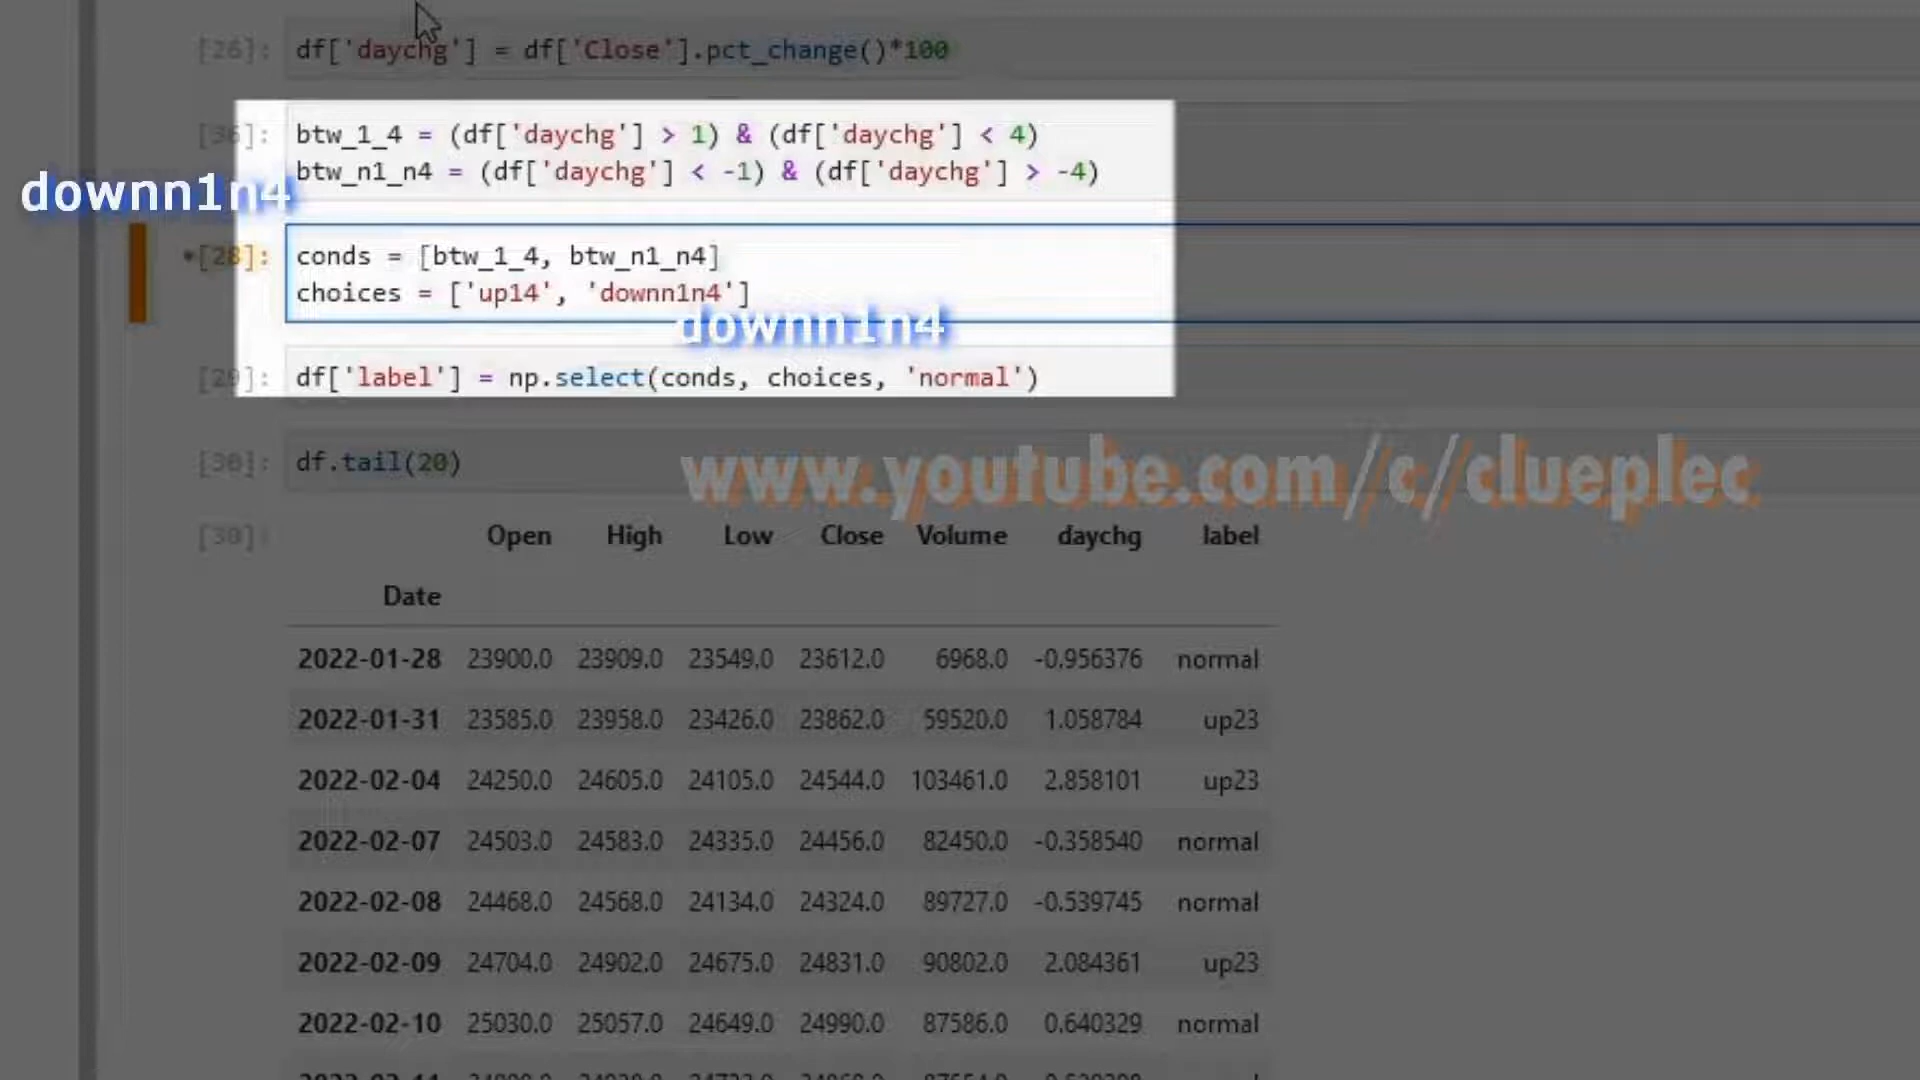 [26]: df['daychg'] = df['Close'].pct_change()*100
[36]: btw_1_4 = (df['daychg'] > 1) & (df['daychg'] < 4)
btw_n1_n4 = (df['daychg'] < -1) & (df['daychg'] > -4)
downn1n4
[28]: conds = [btw_1_4, btw_n1_n4]
choices = ['up14', 'downn1n4']
downn1n4
[29]: df['label'] = np.select(conds, choices, 'normal')
[30]: df.tail(20)
www.youtube.com/c/clueplec
[30]: Open High Low Close Volume daychg label
Date
2022-01-28 23900.0 23909.0 23549.0 23612.0 6968.0 -0.956376 normal
2022-01-31 23585.0 23958.0 23426.0 23862.0 59520.0 1.058784 up23
2022-02-04 24250.0 24605.0 24105.0 24544.0 103461.0 2.858101 up23
2022-02-07 24503.0 24583.0 24335.0 24456.0 82450.0 -0.358540 normal
2022-02-08 24468.0 24568.0 24134.0 24324.0 89727.0 -0.539745 normal
2022-02-09 24704.0 24902.0 24675.0 24831.0 90802.0 2.084361 up23
2022-02-10 25030.0 25057.0 24649.0 24990.0 87586.0 0.640329 normal